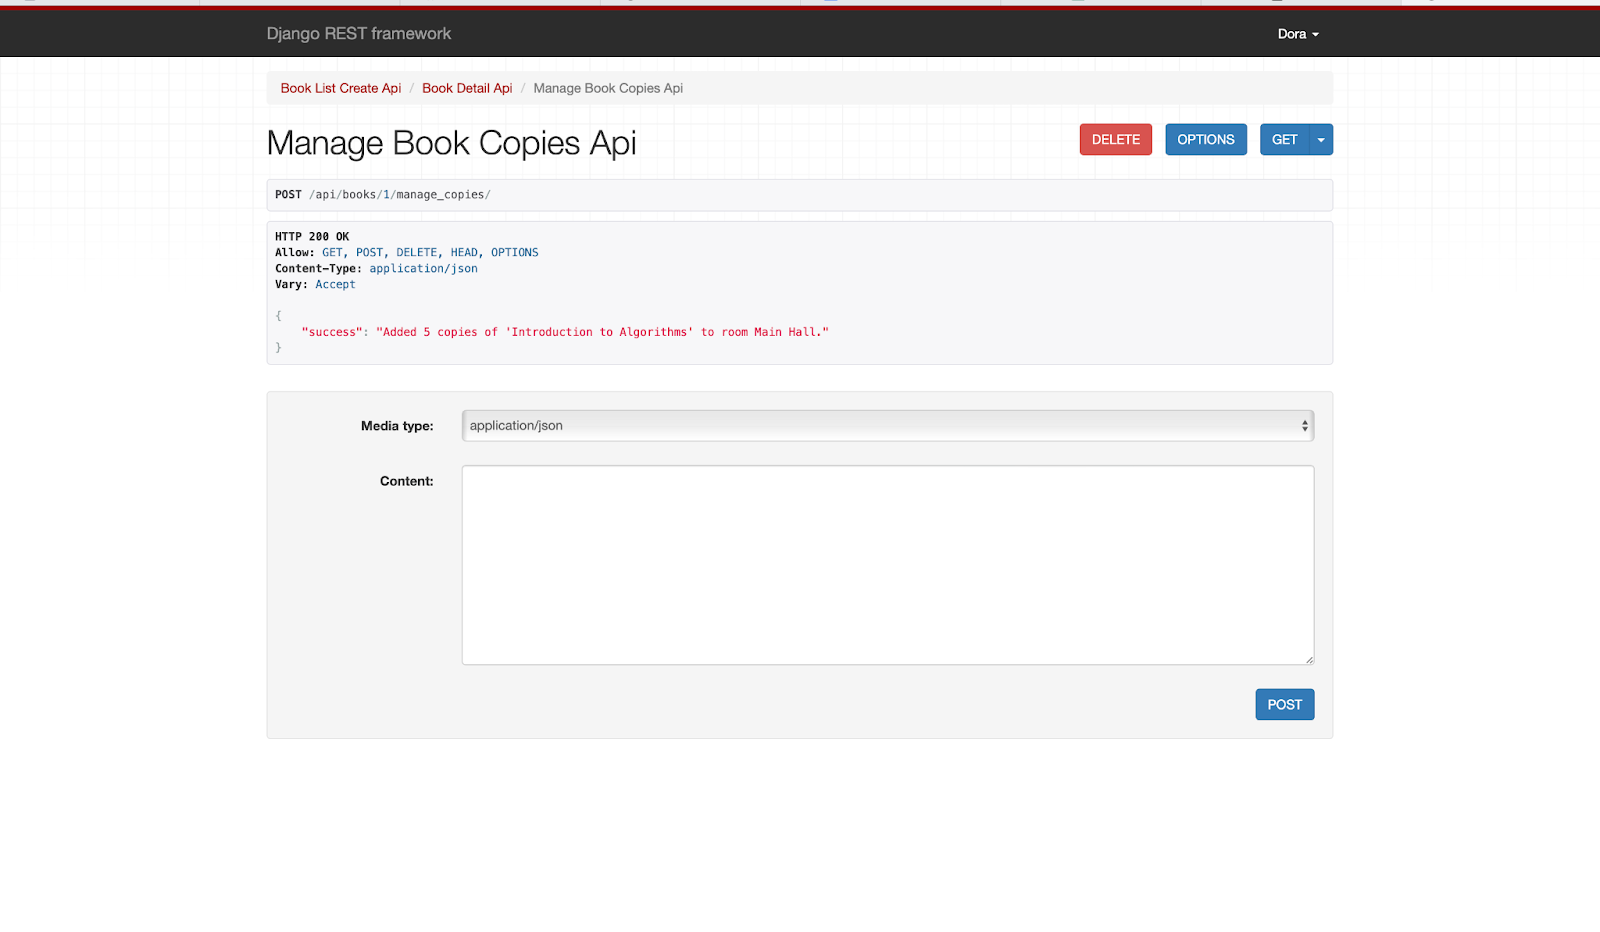 Django REST framework
Dora
Book List Create Api / Book Detail Api / Manage Book Copies Api
Manage Book Copies Api
DELETE
OPTIONS
GET
POST /api/books/1/manage_copies/
HTTP 200 OK
Allow: GET, POST, DELETE, HEAD, OPTIONS
Content-Type: application/json
Vary: Accept
{
"success": "Added 5 copies of 'Introduction to Algorithms' to room Main Hall."
}
Media type:
application/json
Content:
POST